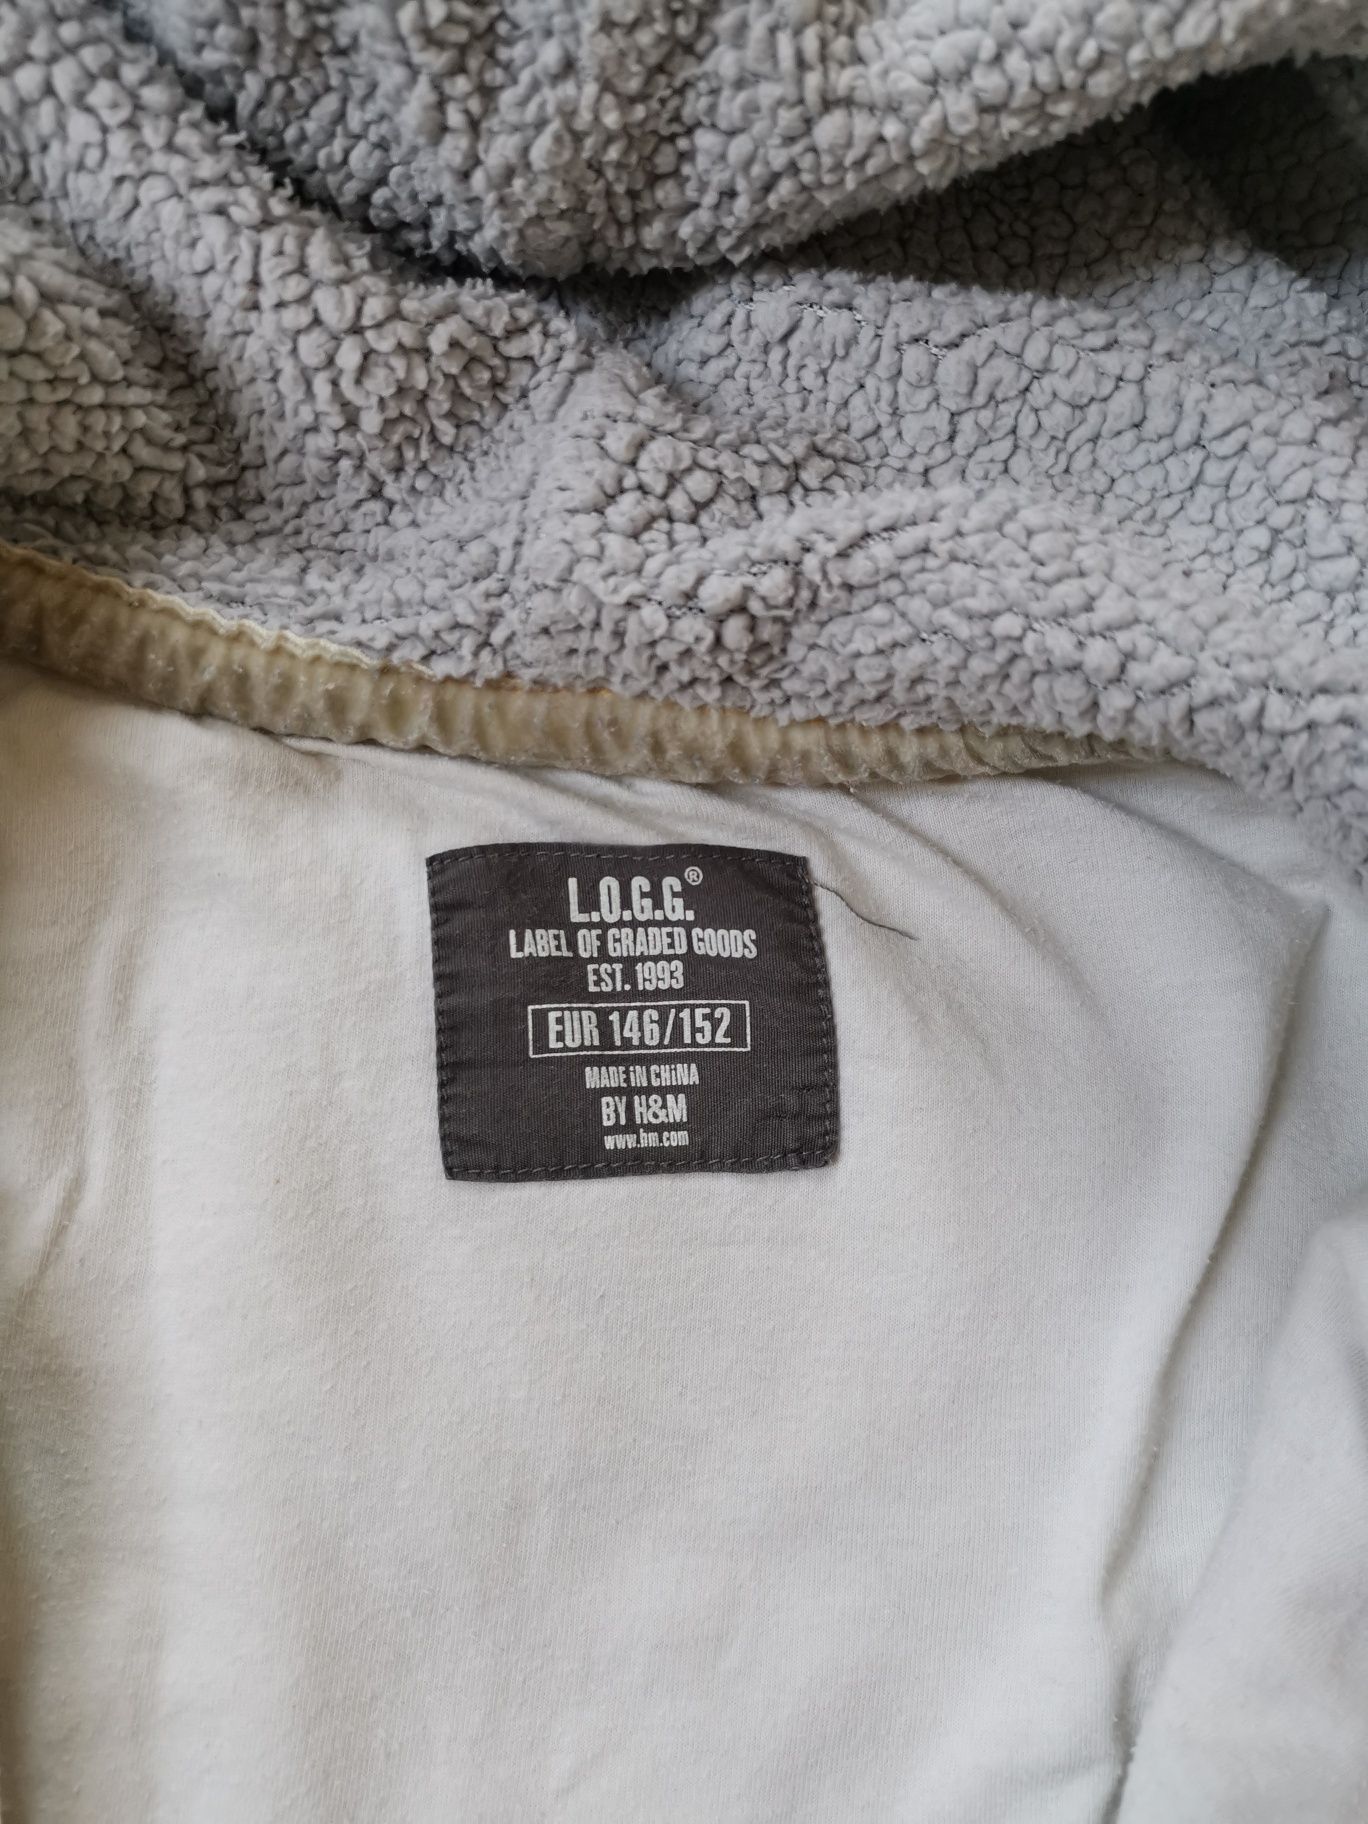 L.O.G.G.®
LABEL OF GRADED GOODS
EST. 1993
EUR 146/152
MADE iN CHiNA
BY H&M
www.hm.com